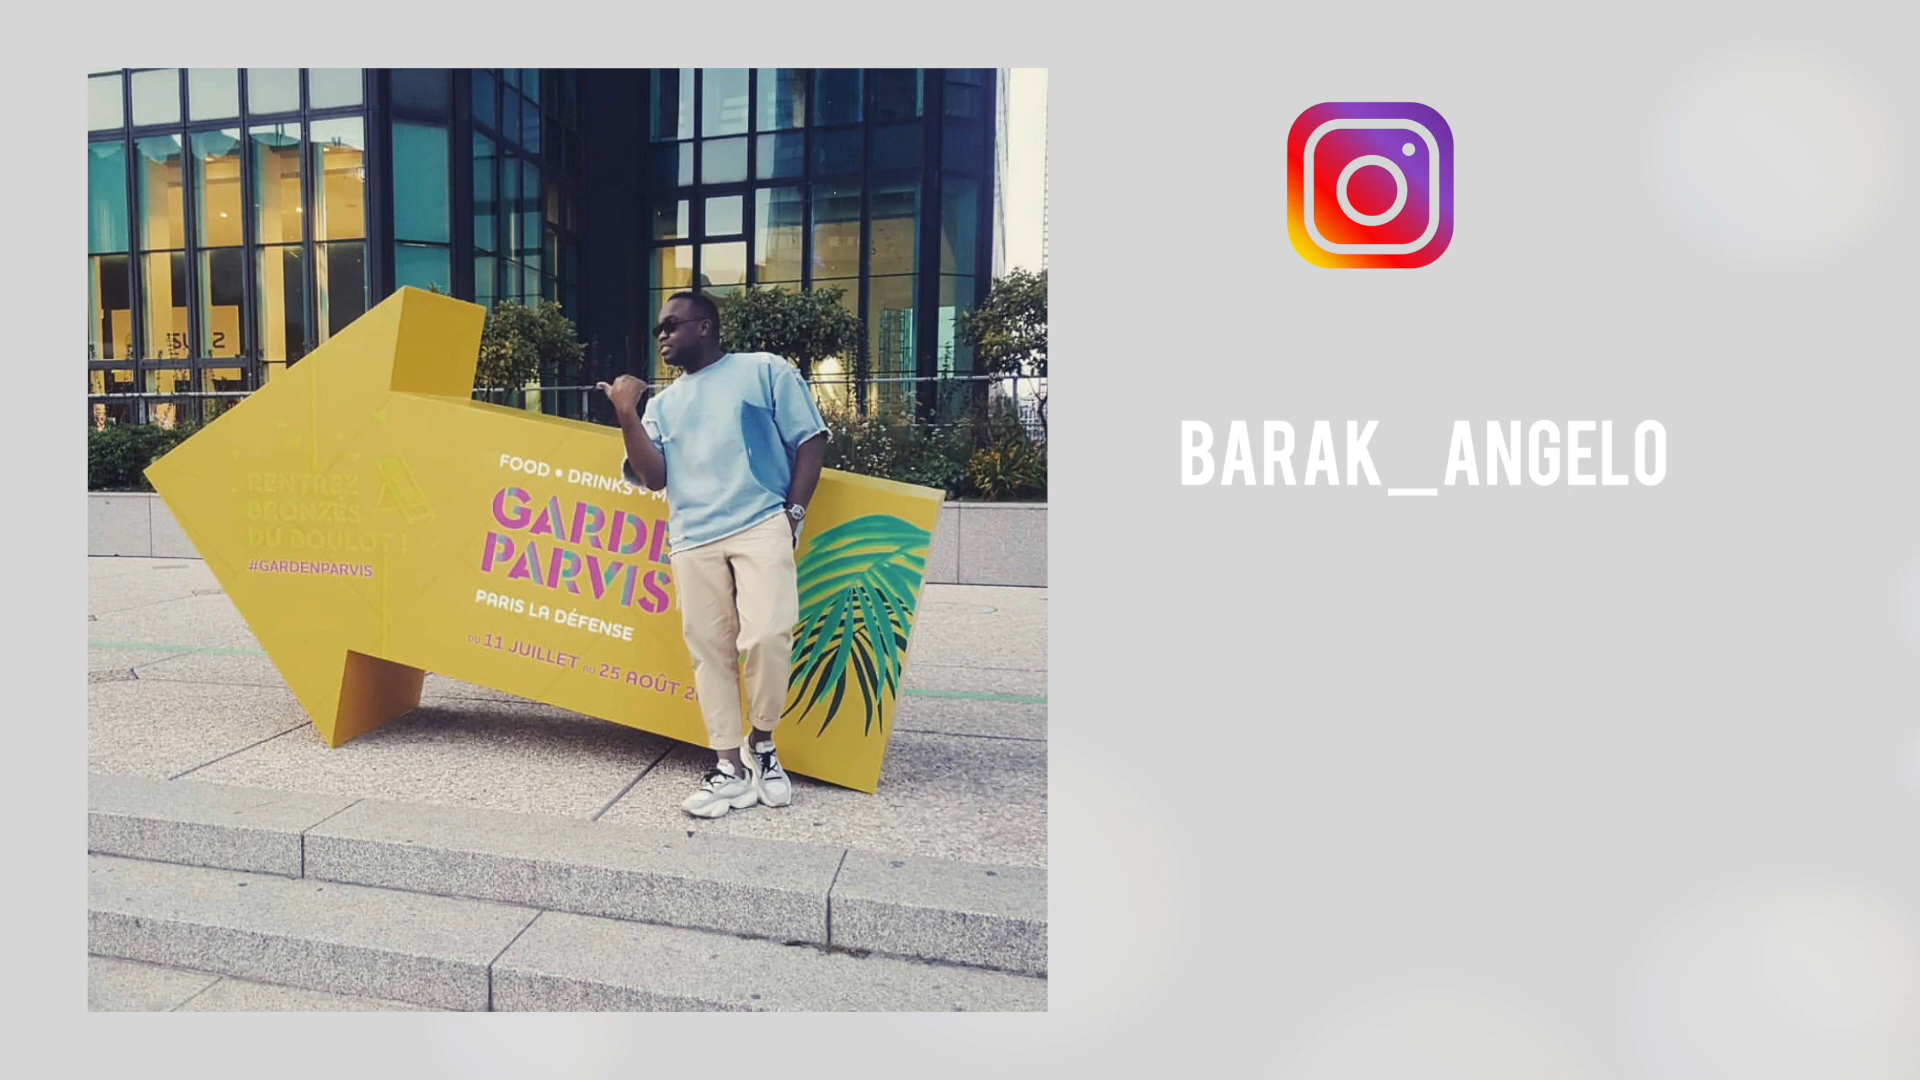 FOOD • DRINKS
GARDE
PARVIS
PARIS LA DÉFENSE
DU 11 JUILLET AU 25 AOÛT
RENTREZ
BRONZÉS
DU BOULOT !
#GARDENPARVIS
BARAK_ANGELO